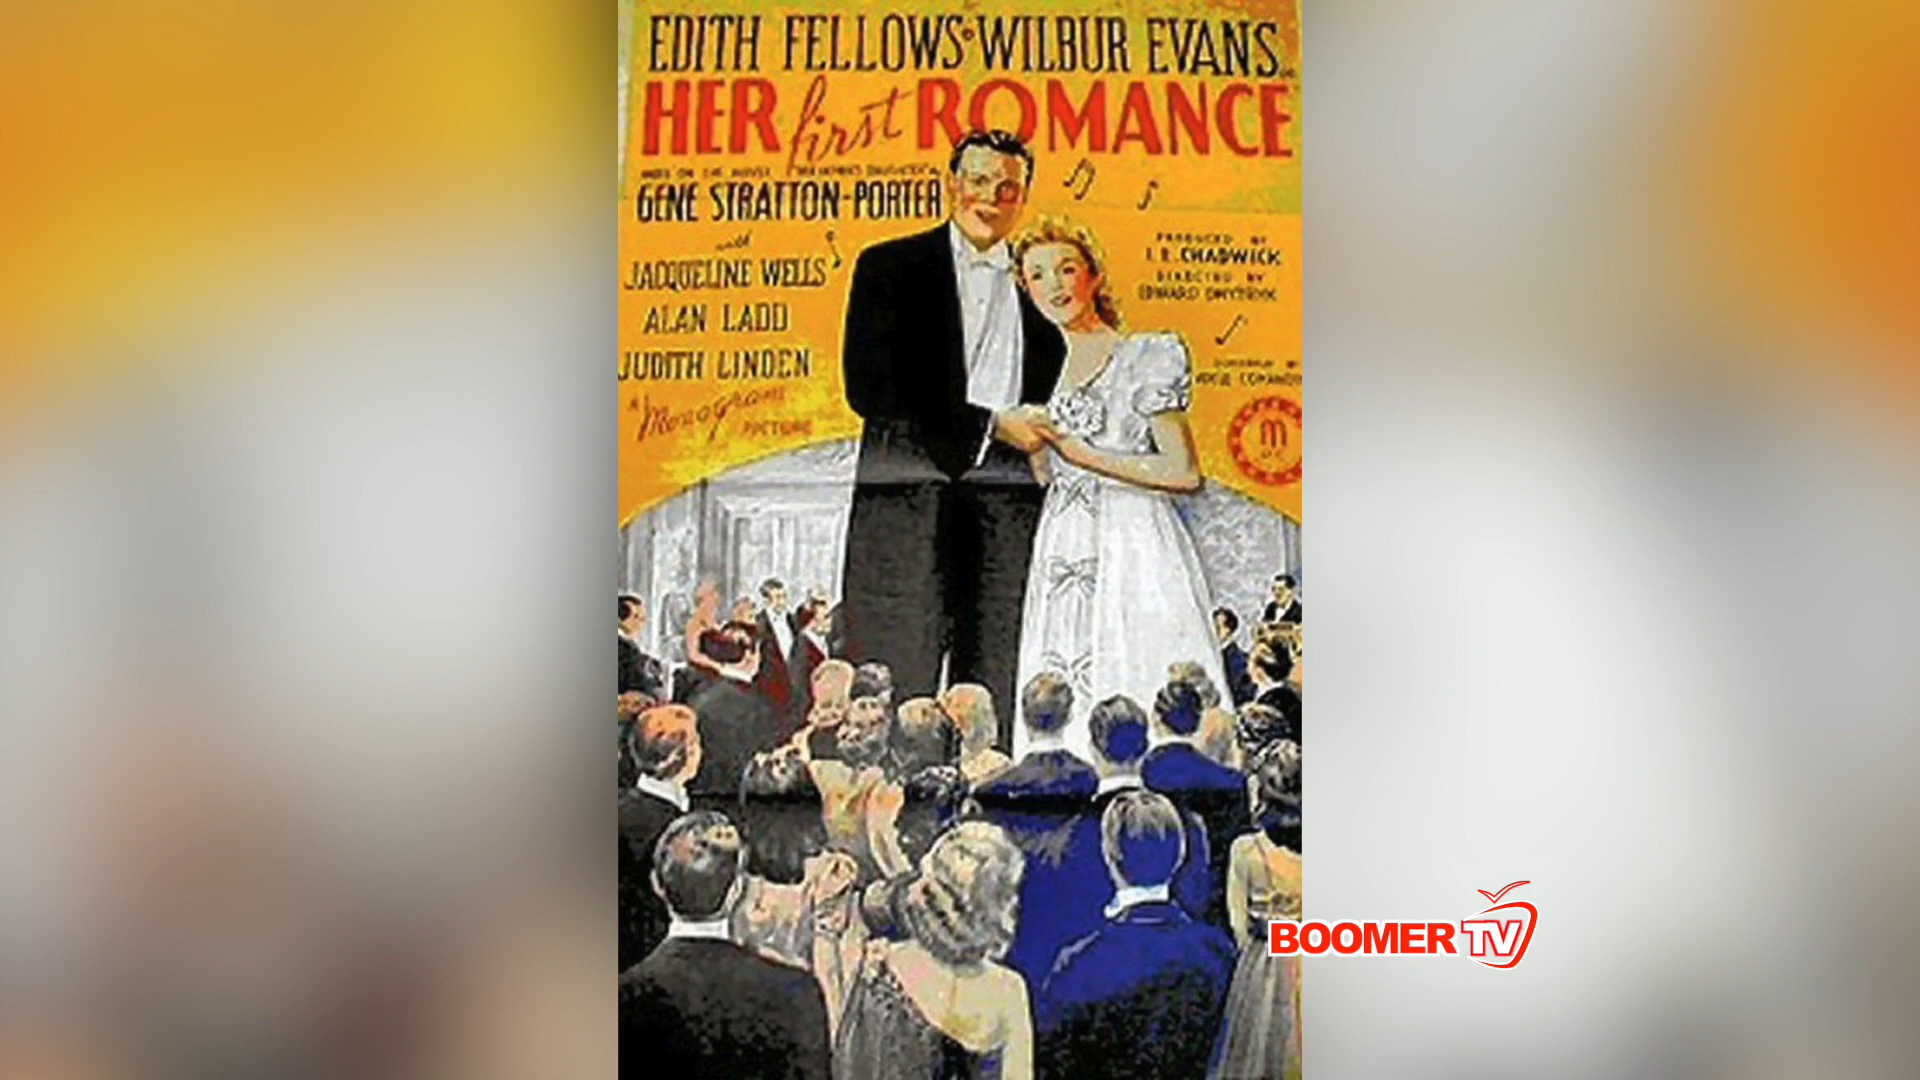 EDITH FELLOWS · WILBUR EVANS
HER first ROMANCE
GENE STRATTON-PORTER
with
JACQUELINE WELLS
ALAN LADD
JUDITH LINDEN
A Monogram
PICTURE
PRODUCED BY
I. E. CHADWICK
DIRECTED BY
EDWARD DMYTRYK
M
BOOMER TV